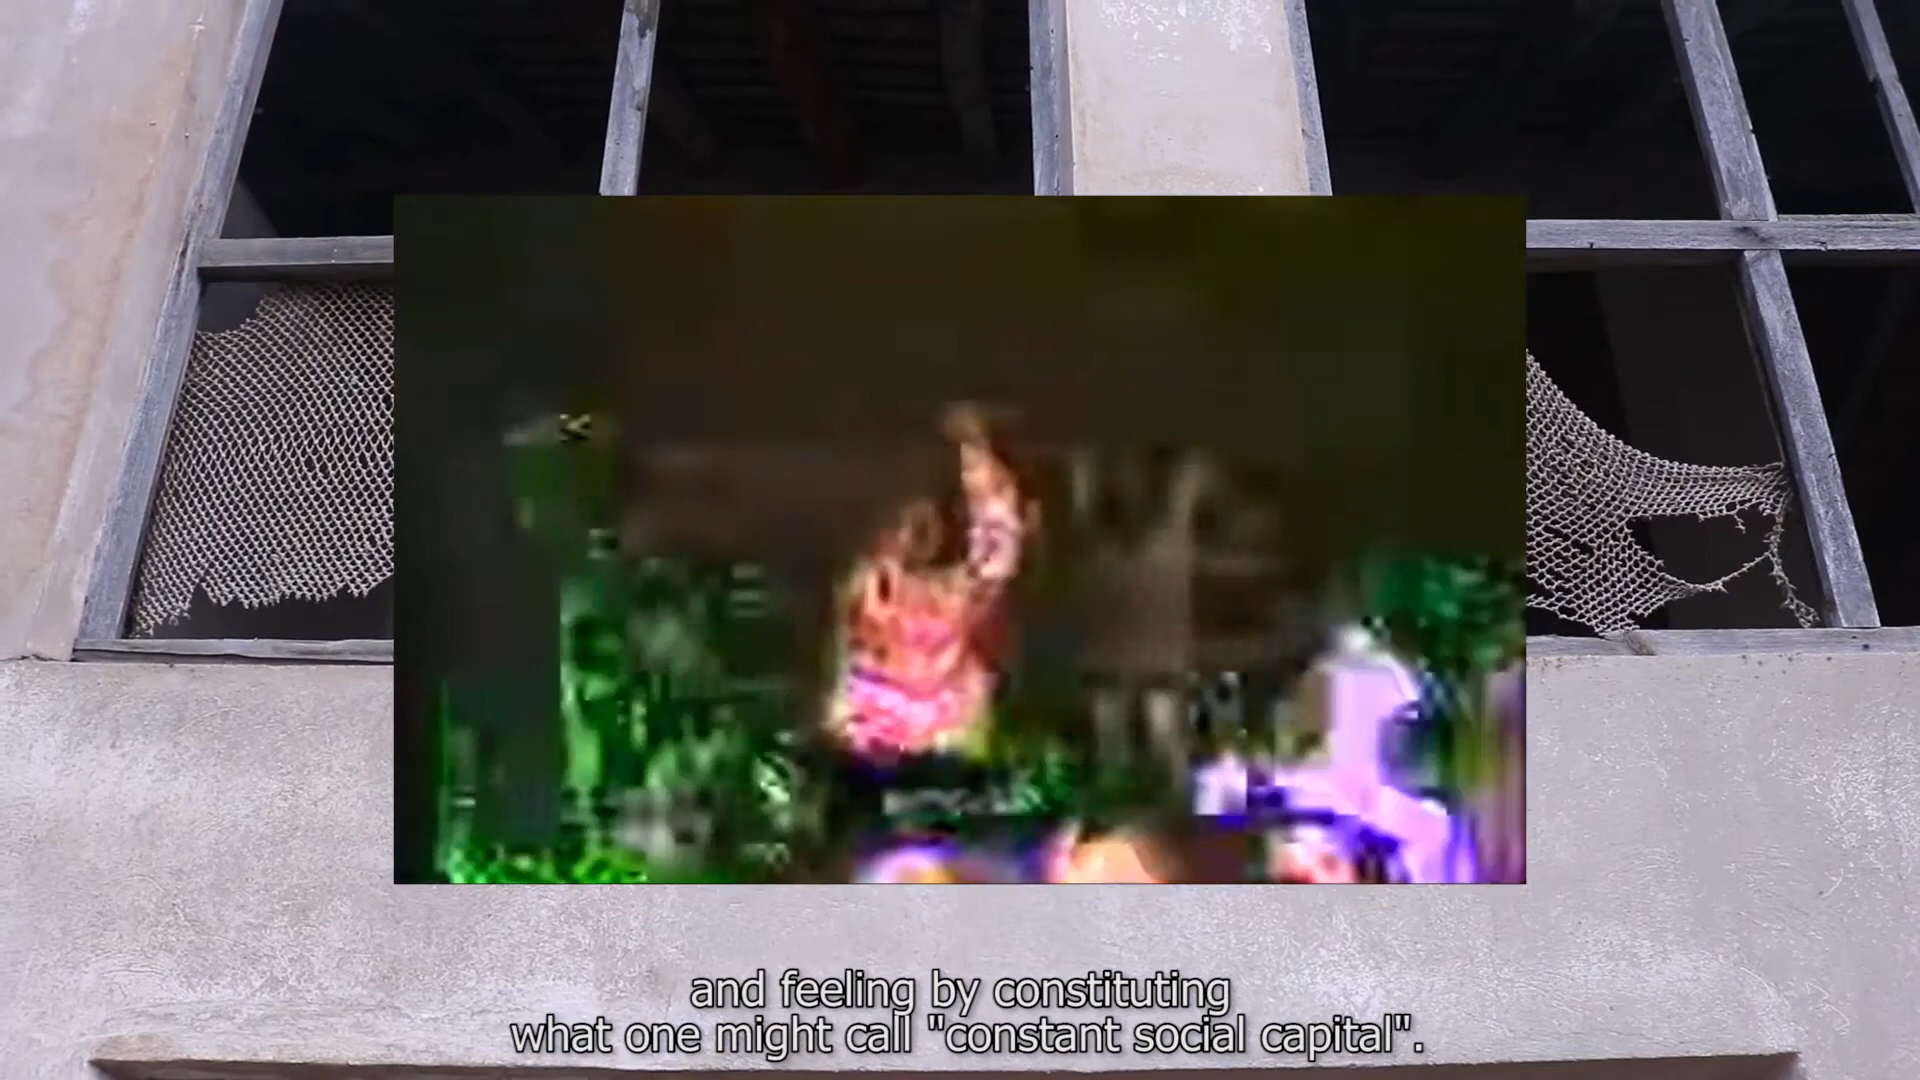 and feeling by constituting
what one might call "constant social capital".